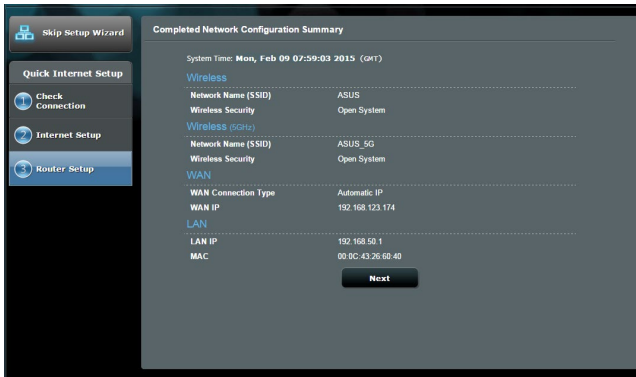 Skip Setup Wizard
Quick Internet Setup
1 Check Connection
2 Internet Setup
3 Router Setup
Completed Network Configuration Summary
System Time: Mon, Feb 09 07:59:03 2015 (GMT)
Wireless
Network Name (SSID) ASUS
Wireless Security Open System
Wireless (5GHz)
Network Name (SSID) ASUS_5G
Wireless Security Open System
WAN
WAN Connection Type Automatic IP
WAN IP 192.168.123.174
LAN
LAN IP 192.168.50.1
MAC 00:0C:43:26:60:40
Next